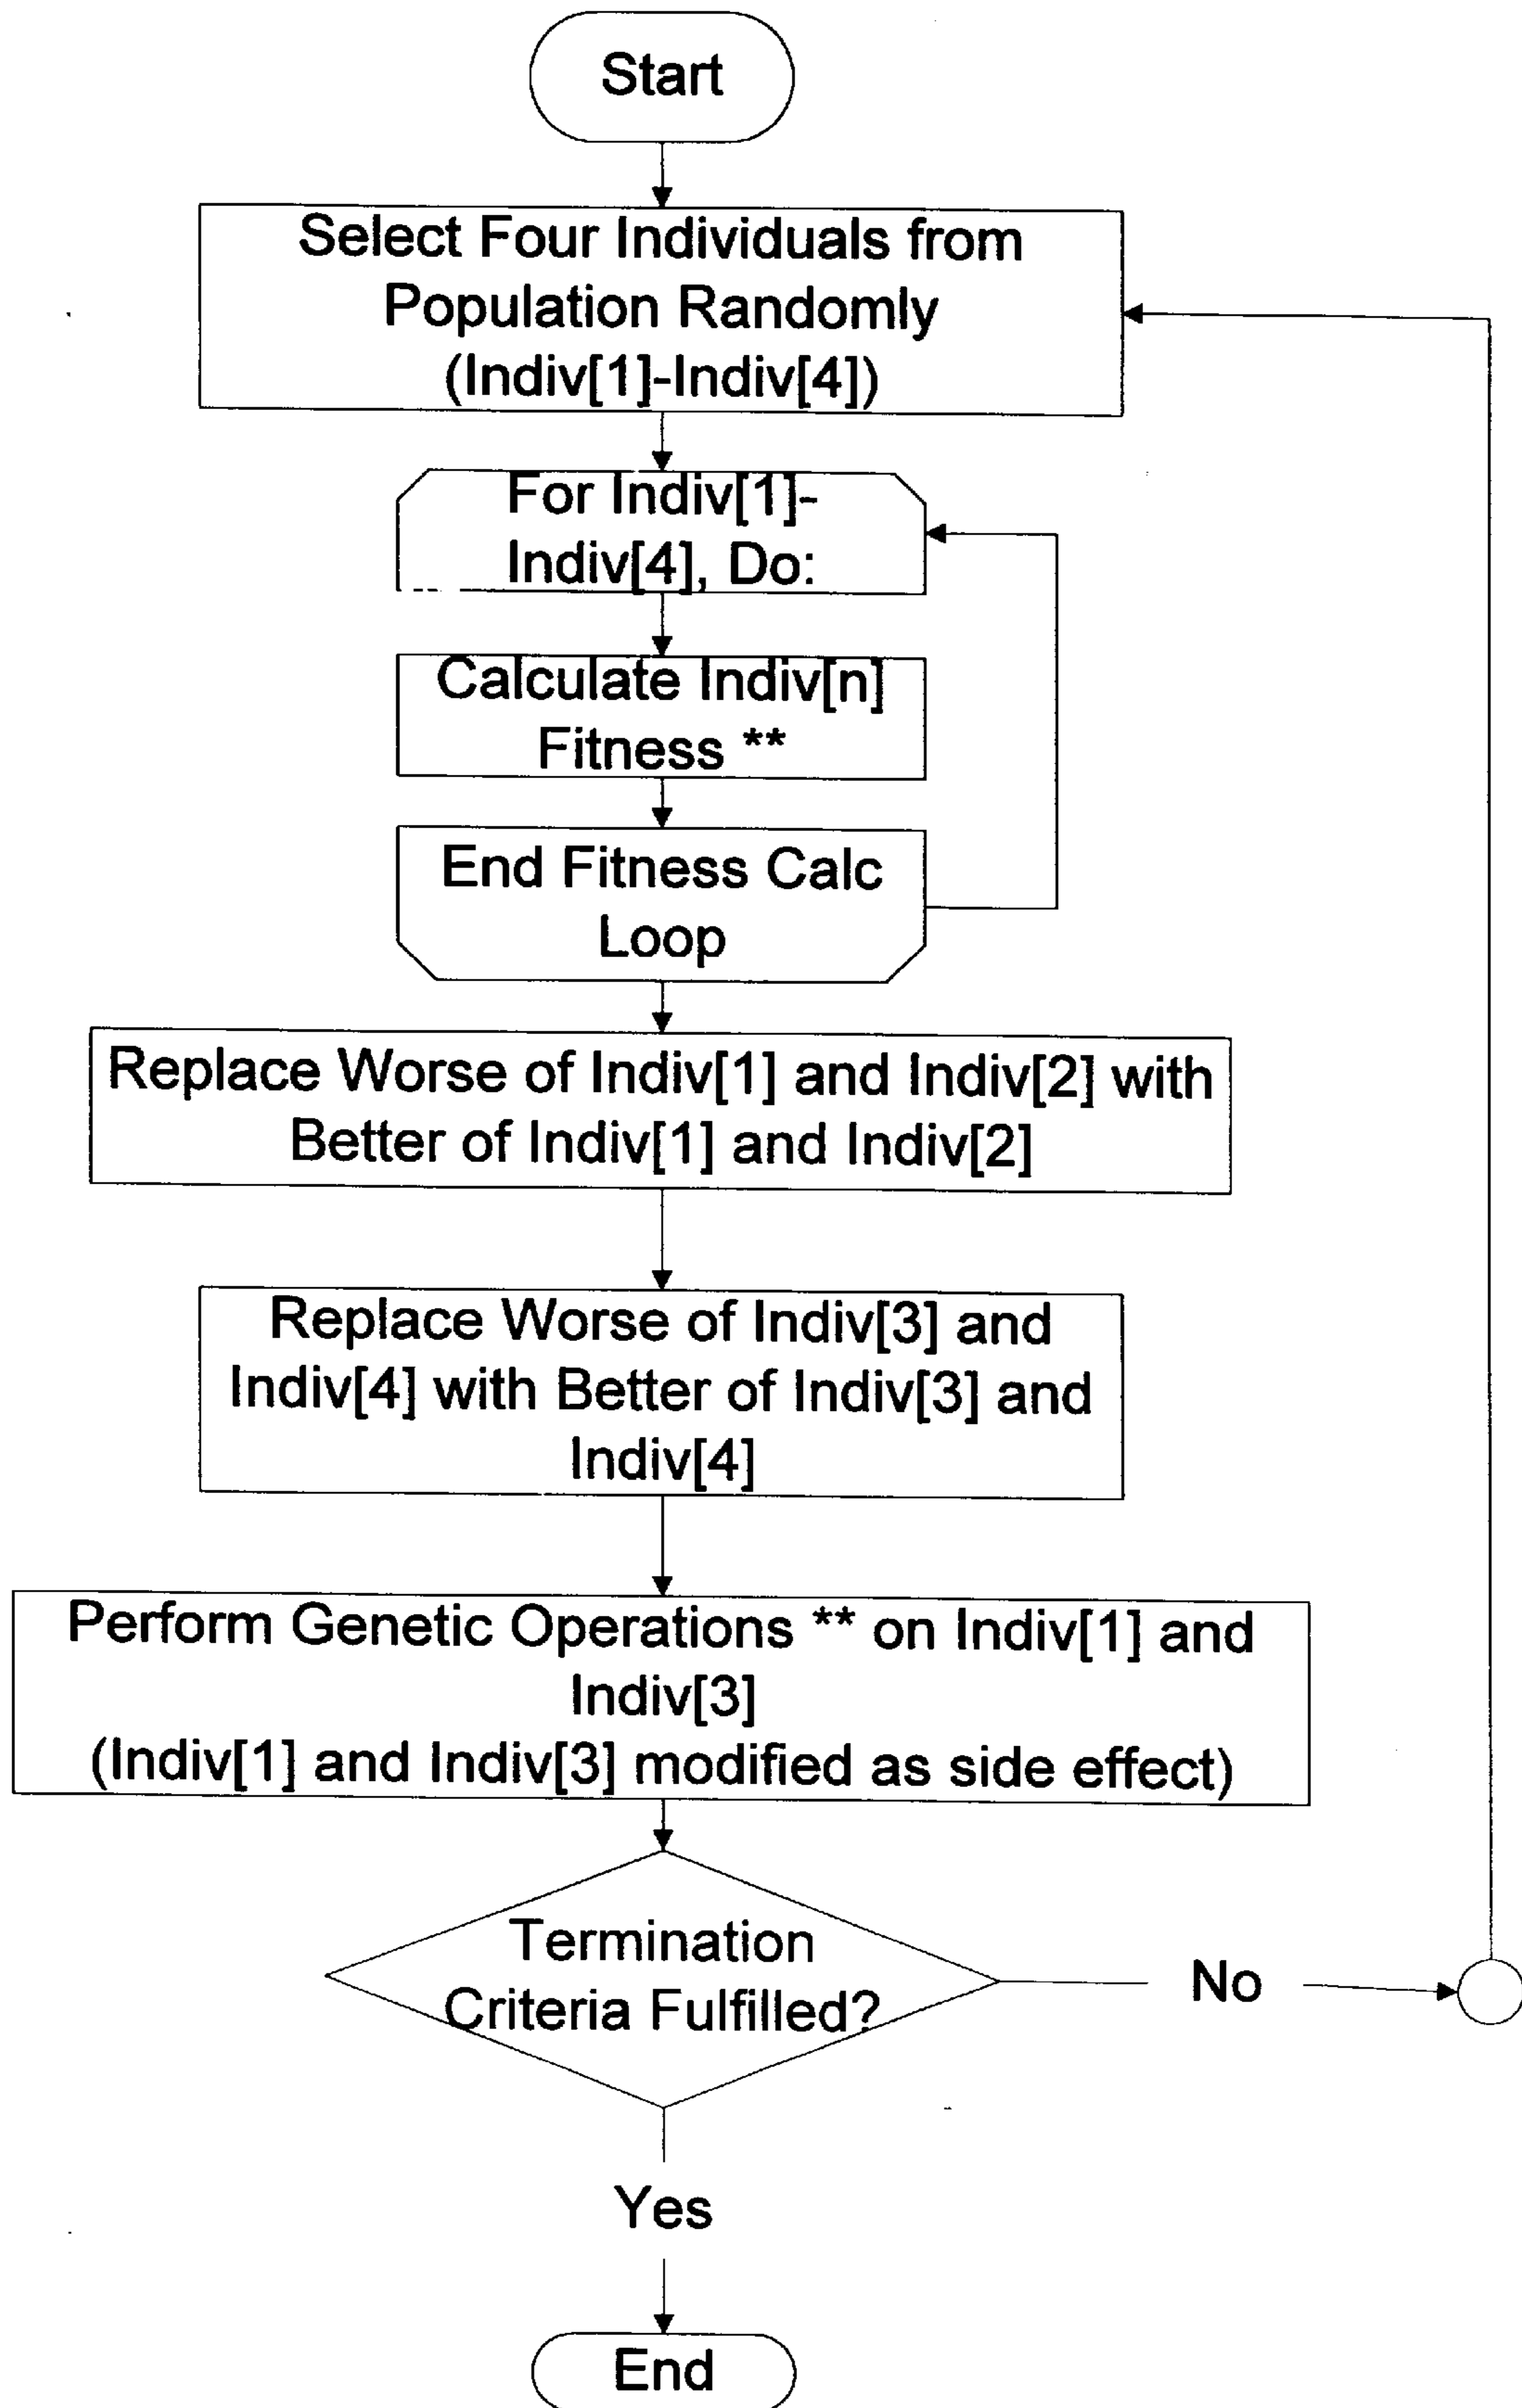 Start
Select Four Individuals from
Population Randomly
(Indiv[1]-Indiv[4])
For Indiv[1]-
Indiv[4], Do:
Calculate Indiv[n]
Fitness **
End Fitness Calc
Loop
Replace Worse of Indiv[1] and Indiv[2] with
Better of Indiv[1] and Indiv[2]
Replace Worse of Indiv[3] and
Indiv[4] with Better of Indiv[3] and
Indiv[4]
Perform Genetic Operations ** on Indiv[1] and
Indiv[3]
(Indiv[1] and Indiv[3] modified as side effect)
Termination
Criteria Fulfilled?
No
Yes
End